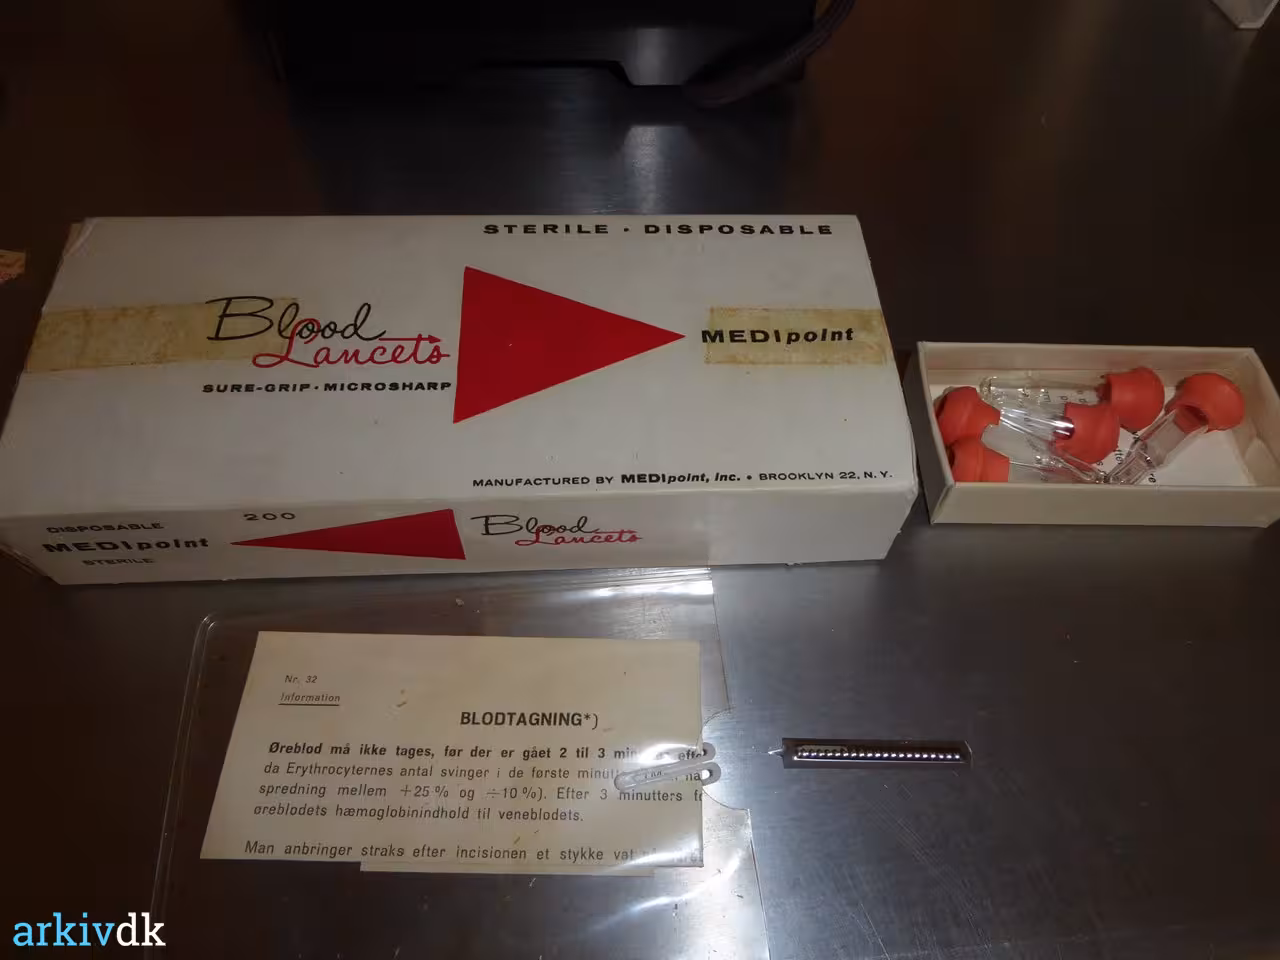 STERILE · DISPOSABLE
Blood
Lancets
SURE-GRIP · MICROSHARP
MEDIpoint
MANUFACTURED BY MEDIpoint, Inc. • BROOKLYN 22, N. Y.
DISPOSABLE
MEDIpoint
STERILE
200
Blood
Lancets
Nr. 32
Information
BLODTAGNING*)
Øreblod må ikke tages, før der er gået 2 til 3
da Erythrocyternes antal svinger i de første
spredning mellem +25 % og ÷10 %). Efter 3 minutters
øreblodets hæmoglobinindhold til veneblodets.
Man anbringer straks efter incisionen et stykke
arkivdk